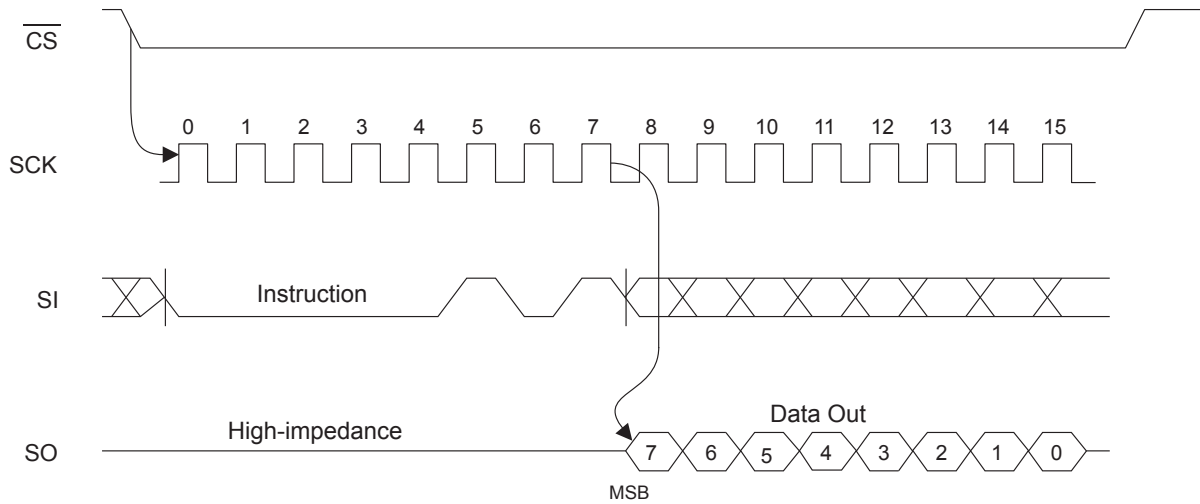 CS
0 1 2 3 4 5 6 7 8 9 10 11 12 13 14 15
SCK
SI
Instruction
High-impedance
Data Out
SO
7 6 5 4 3 2 1 0
MSB